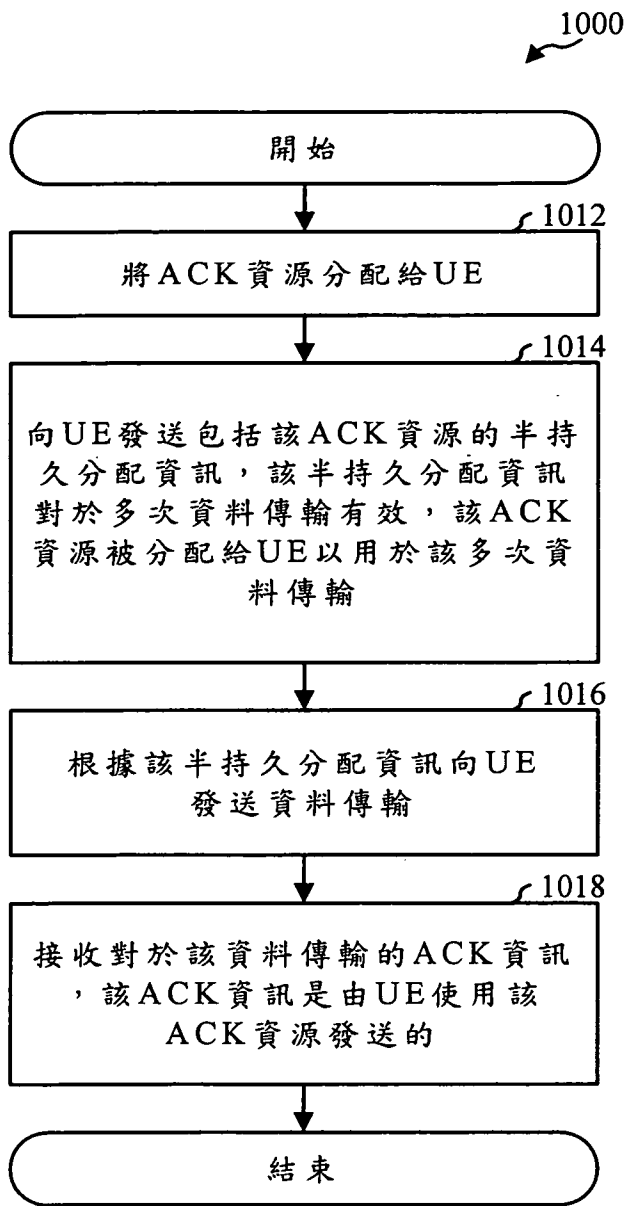 1000
開始
1012
將ACK資源分配給UE
1014
向UE發送包括該ACK資源的半持
久分配資訊，該半持久分配資訊
對於多次資料傳輸有效，該ACK
資源被分配給UE以用於該多次資
料傳輸
1016
根據該半持久分配資訊向UE
發送資料傳輸
1018
接收對於該資料傳輸的ACK資訊
，該ACK資訊是由UE使用該
ACK資源發送的
結束